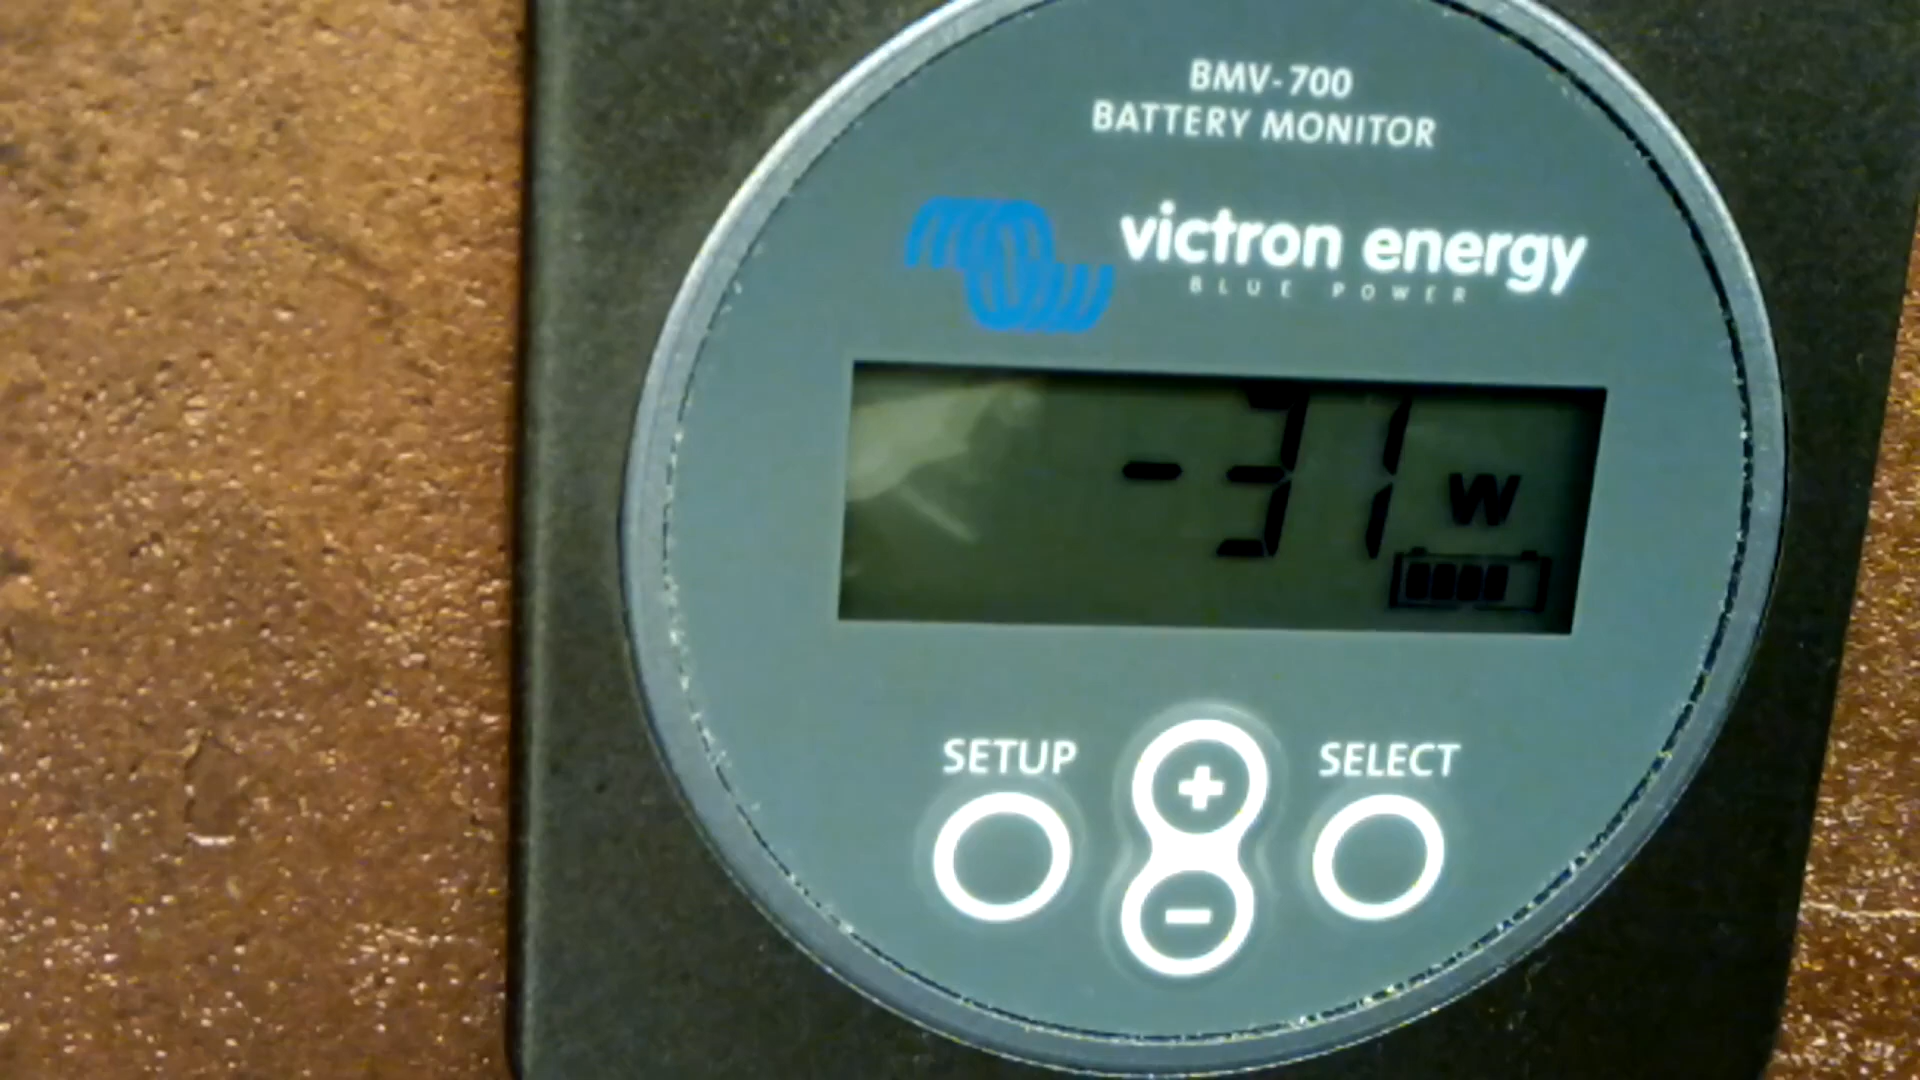 BMV-700
BATTERY MONITOR
victron energy
BLUE POWER
-31 W
SETUP
+
SELECT
-